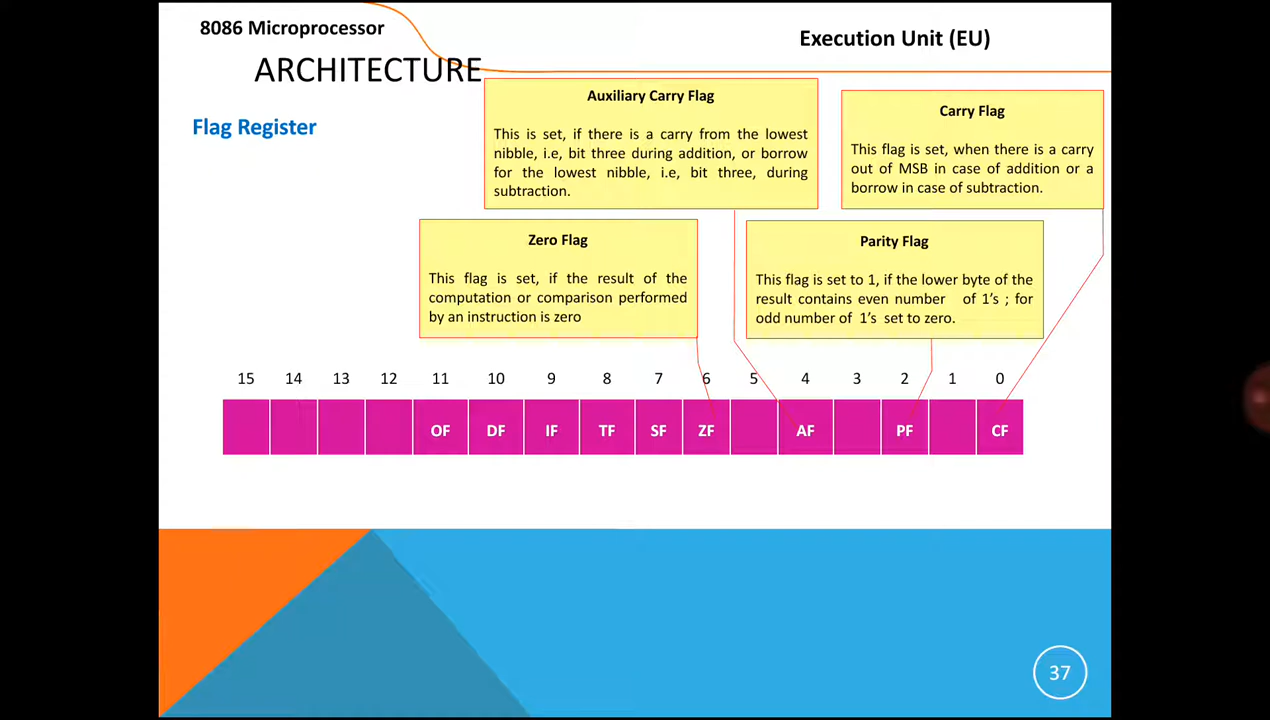 8086 Microprocessor
Execution Unit (EU)
ARCHITECTURE
Flag Register
Auxiliary Carry Flag
This is set, if there is a carry from the lowest
nibble, i.e, bit three during addition, or borrow
for the lowest nibble, i.e, bit three, during
subtraction.
Carry Flag
This flag is set, when there is a carry
out of MSB in case of addition or a
borrow in case of subtraction.
Zero Flag
This flag is set, if the result of the
computation or comparison performed
by an instruction is zero
Parity Flag
This flag is set to 1, if the lower byte of the
result contains even number of 1’s ; for
odd number of 1’s set to zero.
15 14 13 12 11 10 9 8 7 6 5 4 3 2 1 0
OF DF IF TF SF ZF AF PF CF
37